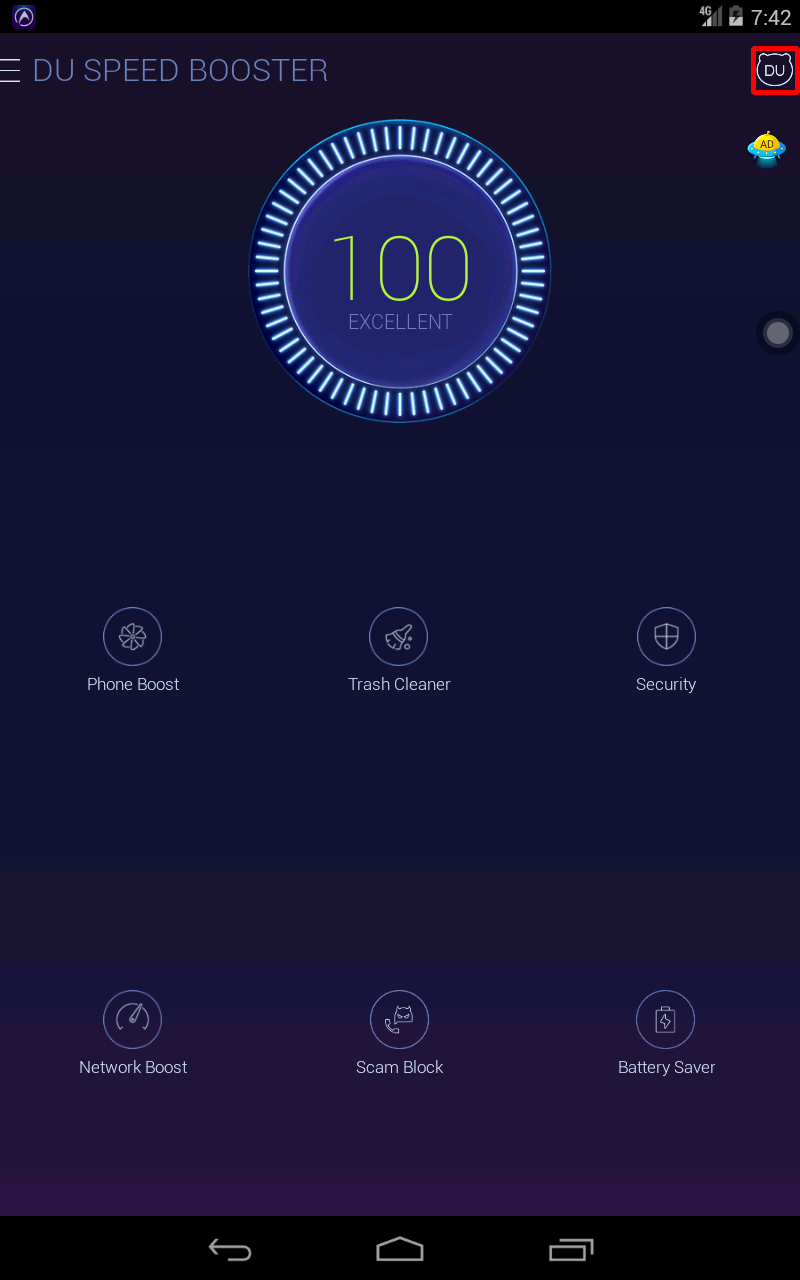 4G 7:42
DU SPEED BOOSTER
DU
AD
100
EXCELLENT
Phone Boost
Trash Cleaner
Security
Network Boost
Scam Block
Battery Saver